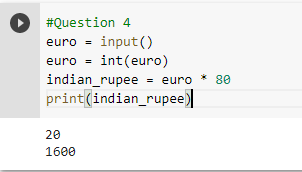 #Question 4
euro = input()
euro = int(euro)
indian_rupee = euro * 80
print(indian_rupee)
20
1600